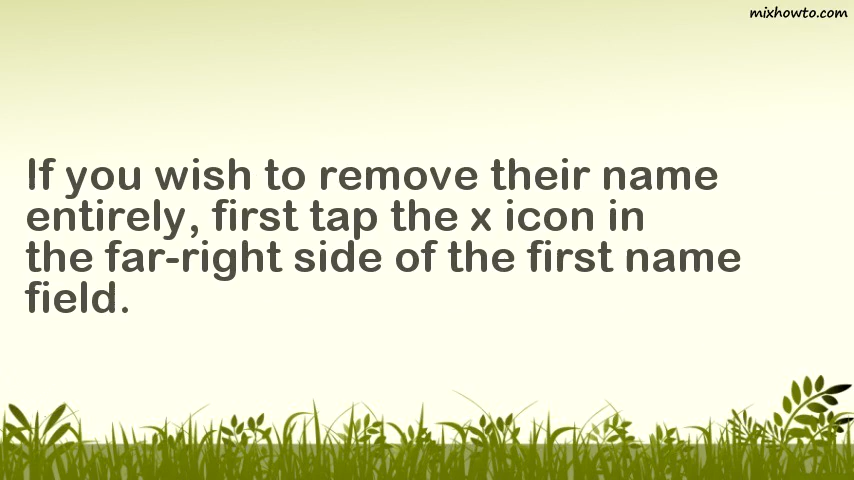 mixhowto.com
If you wish to remove their name
entirely, first tap the x icon in
the far-right side of the first name
field.